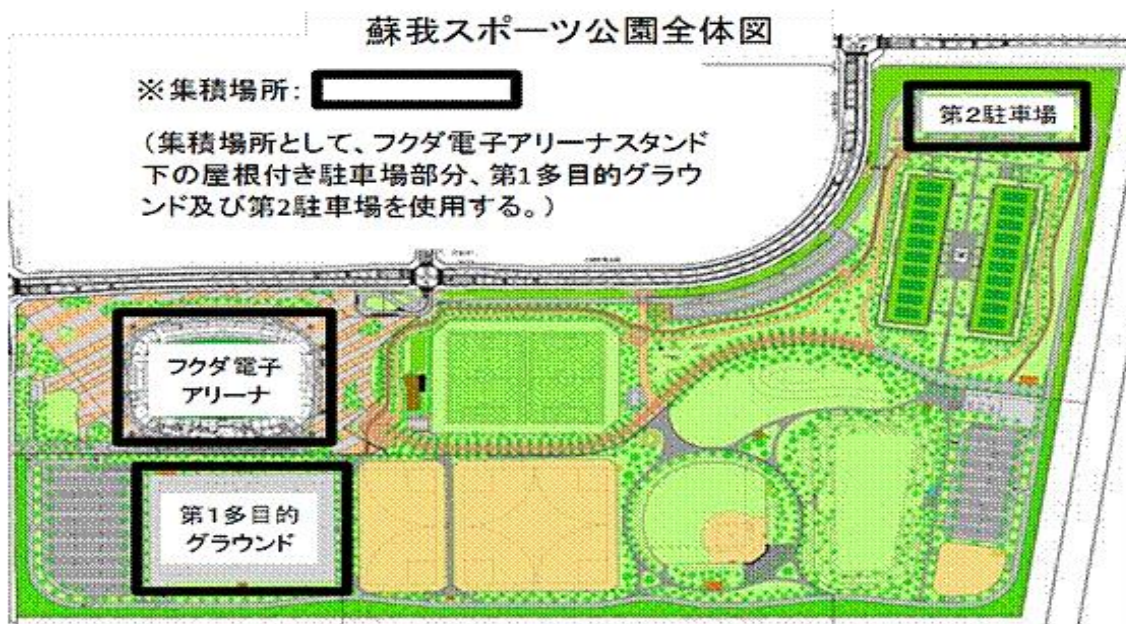 蘇我スポーツ公園全体図
※集積場所:
(集積場所として、フクダ電子アリーナスタンド
下の屋根付き駐車場部分、第1多目的グラウ
ンド及び第2駐車場を使用する。)
第2駐車場
フクダ電子
アリーナ
第1多目的
グラウンド